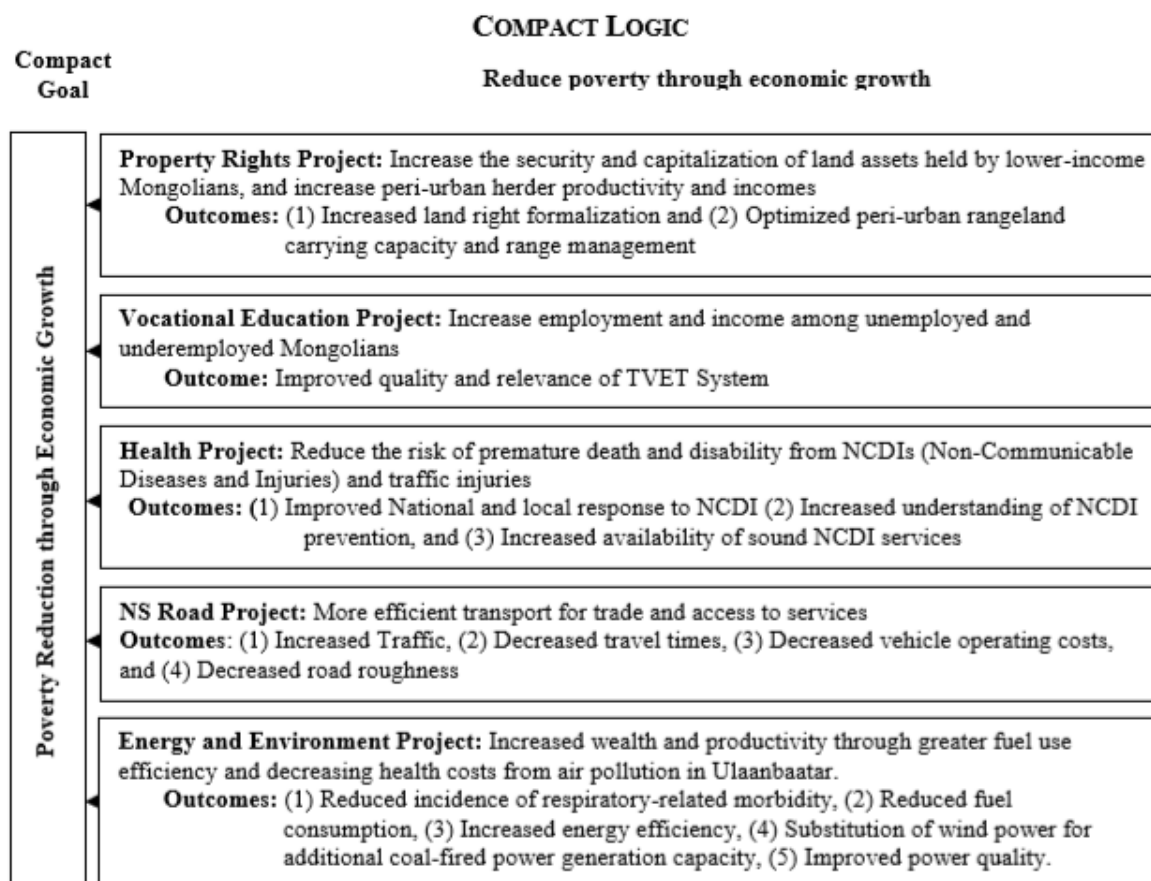 COMPACT LOGIC
Compact
Goal
Reduce poverty through economic growth
Poverty Reduction through Economic Growth
Property Rights Project: Increase the security and capitalization of land assets held by lower-income
Mongolians, and increase peri-urban herder productivity and incomes
Outcomes: (1) Increased land right formalization and (2) Optimized peri-urban rangeland
carrying capacity and range management
Vocational Education Project: Increase employment and income among unemployed and
underemployed Mongolians
Outcome: Improved quality and relevance of TVET System
Health Project: Reduce the risk of premature death and disability from NCDIs (Non-Communicable
Diseases and Injuries) and traffic injuries
Outcomes: (1) Improved National and local response to NCDI (2) Increased understanding of NCDI
prevention, and (3) Increased availability of sound NCDI services
NS Road Project: More efficient transport for trade and access to services
Outcomes: (1) Increased Traffic, (2) Decreased travel times, (3) Decreased vehicle operating costs,
and (4) Decreased road roughness
Energy and Environment Project: Increased wealth and productivity through greater fuel use
efficiency and decreasing health costs from air pollution in Ulaanbaatar.
Outcomes: (1) Reduced incidence of respiratory-related morbidity, (2) Reduced fuel
consumption, (3) Increased energy efficiency, (4) Substitution of wind power for
additional coal-fired power generation capacity, (5) Improved power quality.